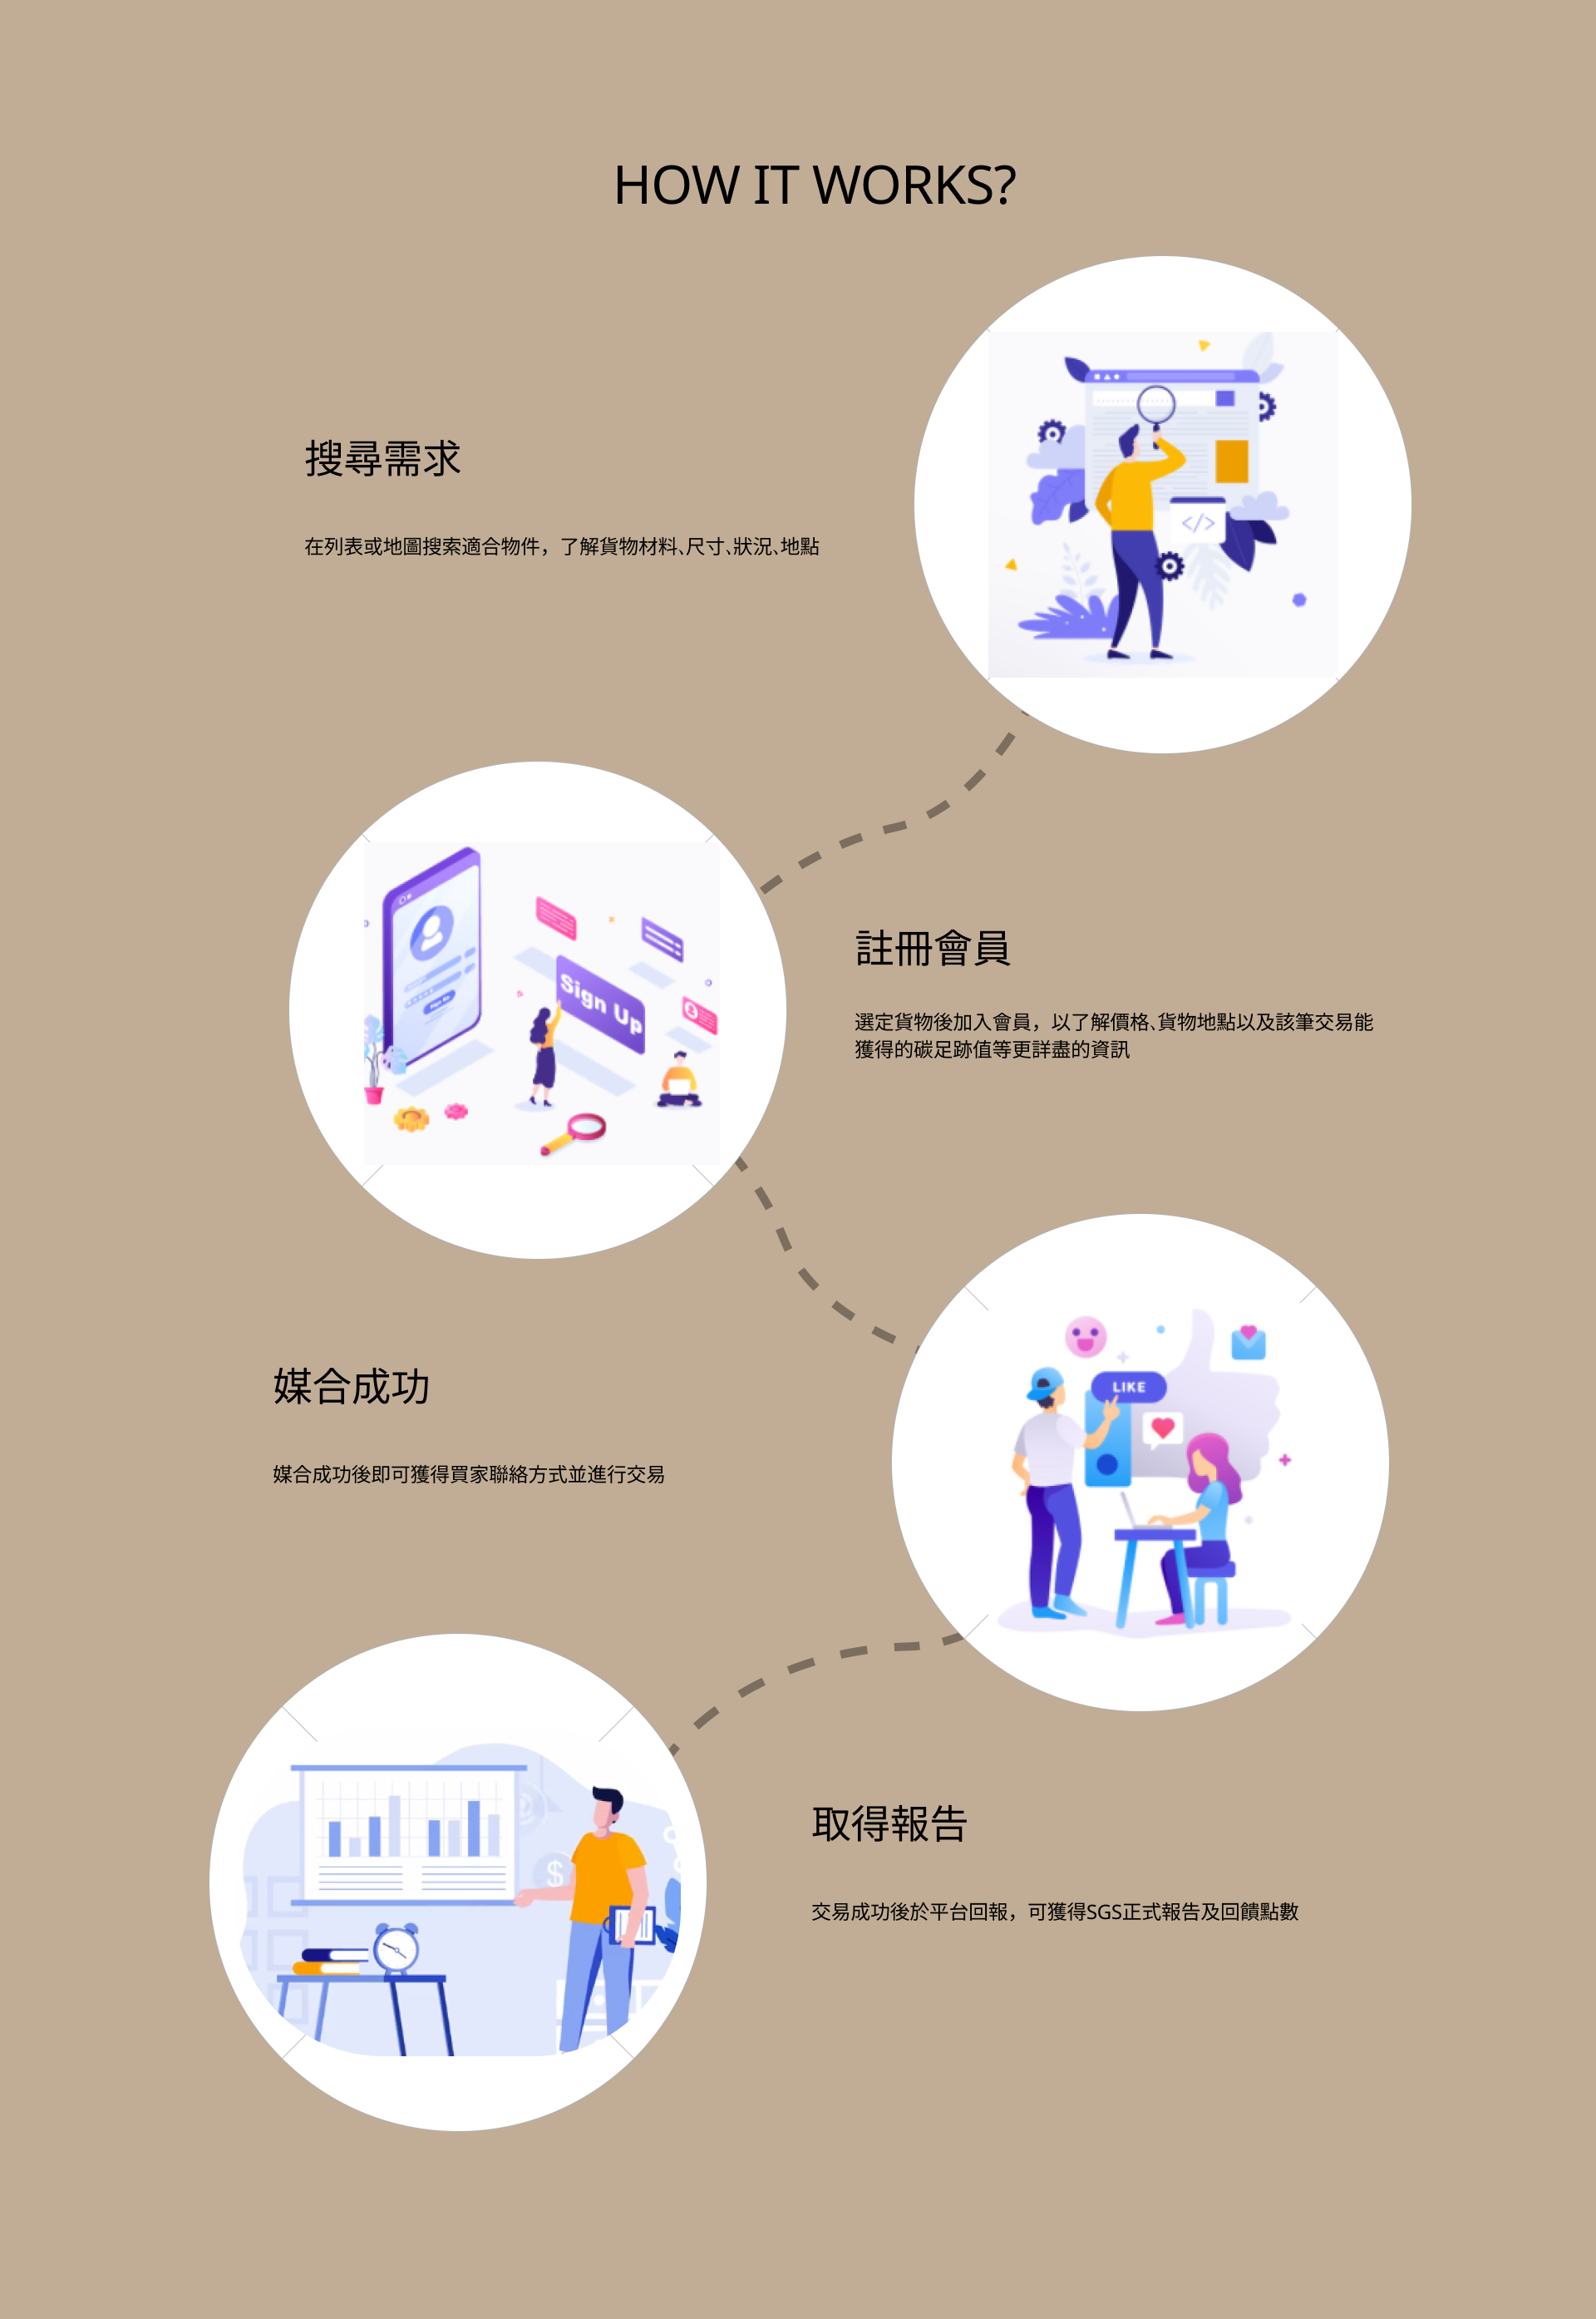 HOW IT WORKS?
搜尋需求
在列表或地圖搜索適合物件，了解貨物材料、尺寸、狀況、地點
</>
Sign Up
註冊會員
選定貨物後加入會員，以了解價格、貨物地點以及該筆交易能
獲得的碳足跡值等更詳盡的資訊
LIKE
媒合成功
媒合成功後即可獲得買家聯絡方式並進行交易
$
取得報告
交易成功後於平台回報，可獲得SGS正式報告及回饋點數